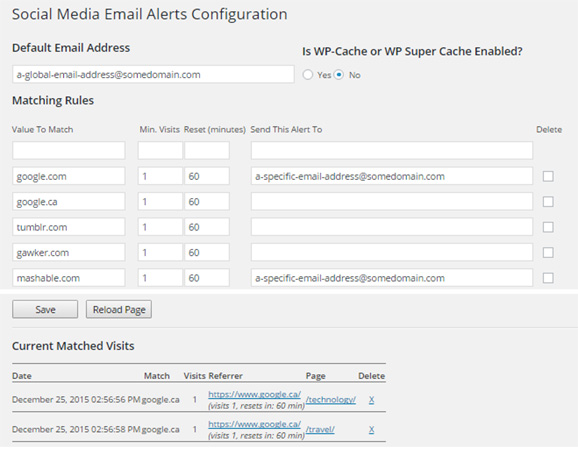 Social Media Email Alerts Configuration
Default Email Address
Is WP-Cache or WP Super Cache Enabled?
a-global-email-address@somedomain.com
Yes No
Matching Rules
Value To Match Min. Visits Reset (minutes) Send This Alert To Delete
google.com 1 60 a-specific-email-address@somedomain.com
google.ca 1 60
tumblr.com 1 60
gawker.com 1 60
mashable.com 1 60 a-specific-email-address@somedomain.com
Save Reload Page
Current Matched Visits
Date Match Visits Referrer Page Delete
December 25, 2015 02:56:56 PM google.ca 1 https://www.google.ca/ /technology/ X
(visits 1, resets in: 60 min)
December 25, 2015 02:56:58 PM google.ca 1 https://www.google.ca/ /travel/ X
(visits 1, resets in: 60 min)